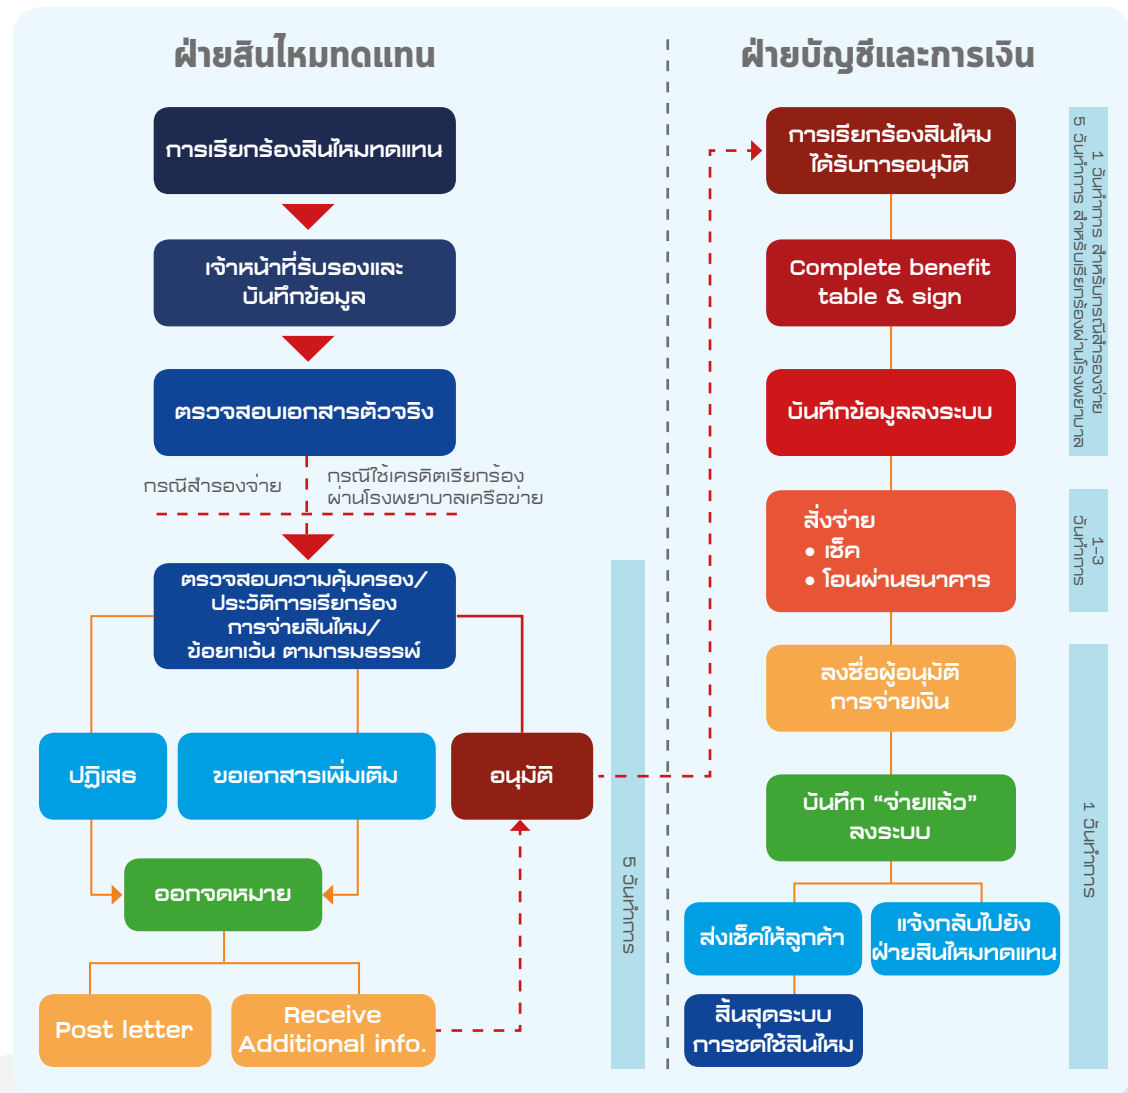 ฝ่ายสินไหมทดแทน
การเรียกร้องสินไหมทดแทน
เจ้าหน้าที่รับรองและ
บันทึกข้อมูล
ตรวจสอบเอกสารตัวจริง
กรณีสำรองจ่าย
กรณีใช้เครดิตเรียกร้อง
ผ่านโรงพยาบาลเครือข่าย
ตรวจสอบความคุ้มครอง/
ประวัติการเรียกร้อง
การจ่ายสินไหม/
ข้อยกเว้น ตามกรมธรรพ์
ปฏิเสธ
ขอเอกสารเพิ่มเติม
อนุมัติ
ออกจดหมาย
Post letter
Receive
Additional info.
5 วันทำการ
ฝ่ายบัญชีและการเงิน
การเรียกร้องสินไหม
ได้รับการอนุมัติ
Complete benefit
table & sign
บันทึกข้อมูลลงระบบ
สั่งจ่าย
• เช็ค
• โอนผ่านธนาคาร
ลงชื่อผู้อนุมัติ
การจ่ายเงิน
บันทึก “จ่ายแล้ว”
ลงระบบ
ส่งเช็คให้ลูกค้า
แจ้งกลับไปยัง
ฝ่ายสินไหมทดแทน
สิ้นสุดระบบ
การชดใช้สินไหม
1 วันทำการ สำหรับกรณีสำรองจ่าย
5 วันทำการ สำหรับเรียกร้องผ่านโรงพยาบาล
1-3
วันทำการ
1 วันทำการ